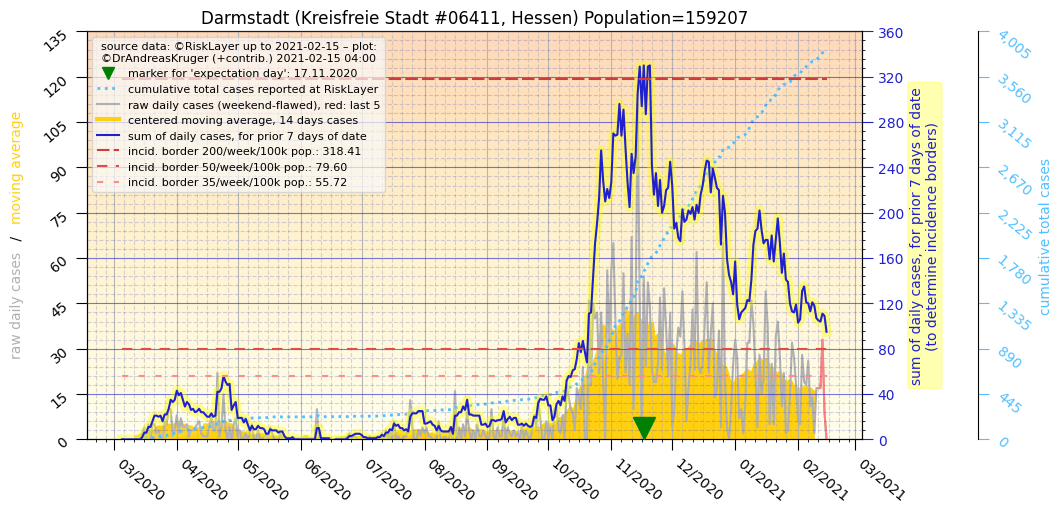 Darmstadt (Kreisfreie Stadt #06411, Hessen) Population=159207
source data: ©RiskLayer up to 2021-02-15 – plot:
©DrAndreasKruger (+contrib.) 2021-02-15 04:00
marker for 'expectation day': 17.11.2020
cumulative total cases reported at RiskLayer
raw daily cases (weekend-flawed), red: last 5
centered moving average, 14 days cases
sum of daily cases, for prior 7 days of date
incid. border 200/week/100k pop.: 318.41
incid. border 50/week/100k pop.: 79.60
incid. border 35/week/100k pop.: 55.72
raw daily cases / moving average
135
120
105
90
75
60
45
30
15
0
03/2020
04/2020
05/2020
06/2020
07/2020
08/2020
09/2020
10/2020
11/2020
12/2020
01/2021
02/2021
03/2021
360
320
280
240
200
160
120
80
40
0
sum of daily cases, for prior 7 days of date
(to determine incidence borders)
4,005
3,560
3,115
2,670
2,225
1,780
1,335
890
445
0
cumulative total cases